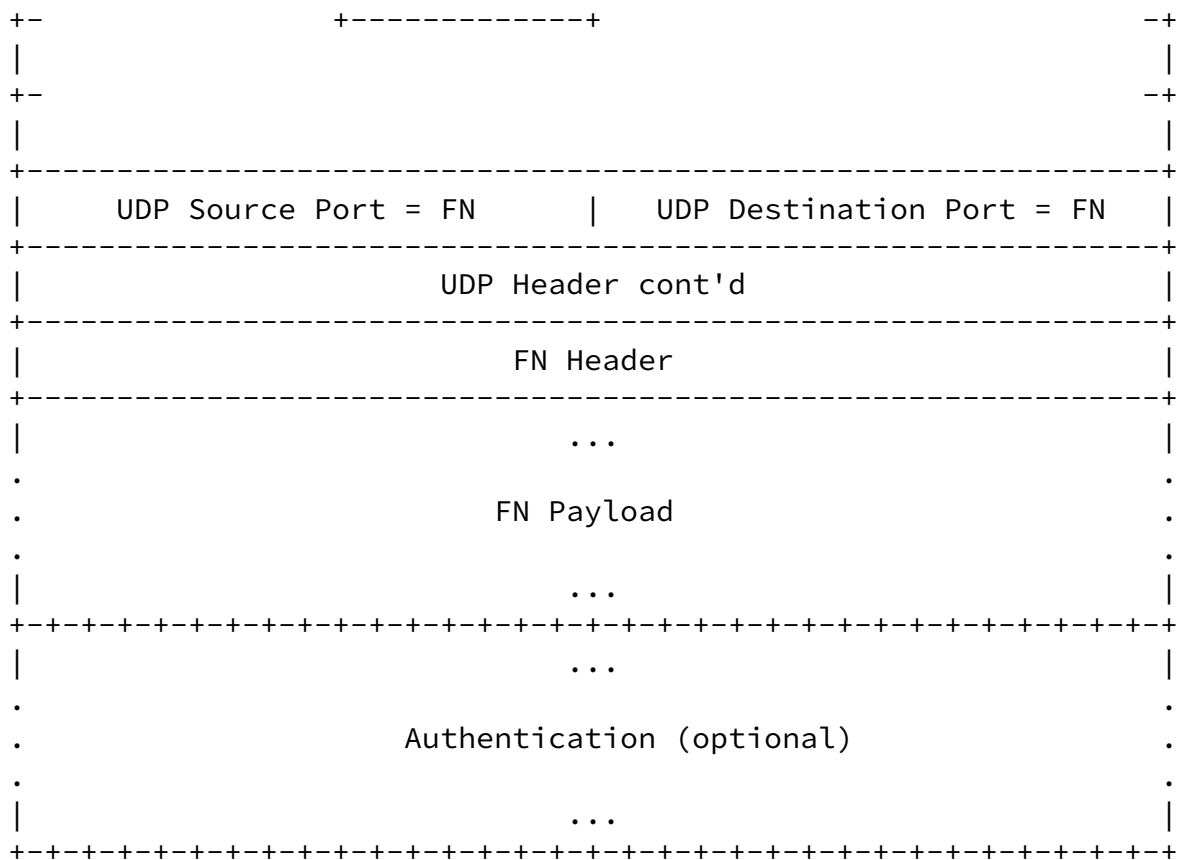 +-                 +-------------+                              -+
|                                                               |
+-                                                             -+
|                                                               |
+---------------------------------------------------------------+
|     UDP Source Port = FN      |   UDP Destination Port = FN   |
+---------------------------------------------------------------+
|                       UDP Header cont'd                       |
+---------------------------------------------------------------+
|                           FN Header                           |
+---------------------------------------------------------------+
|                              ...                              |
.                                                               .
.                          FN Payload                           .
.                                                               .
|                              ...                              |
+-+-+-+-+-+-+-+-+-+-+-+-+-+-+-+-+-+-+-+-+-+-+-+-+-+-+-+-+-+-+-+-+
|                              ...                              |
.                                                               .
.                     Authentication (optional)                 .
.                                                               .
|                              ...                              |
+-+-+-+-+-+-+-+-+-+-+-+-+-+-+-+-+-+-+-+-+-+-+-+-+-+-+-+-+-+-+-+-+